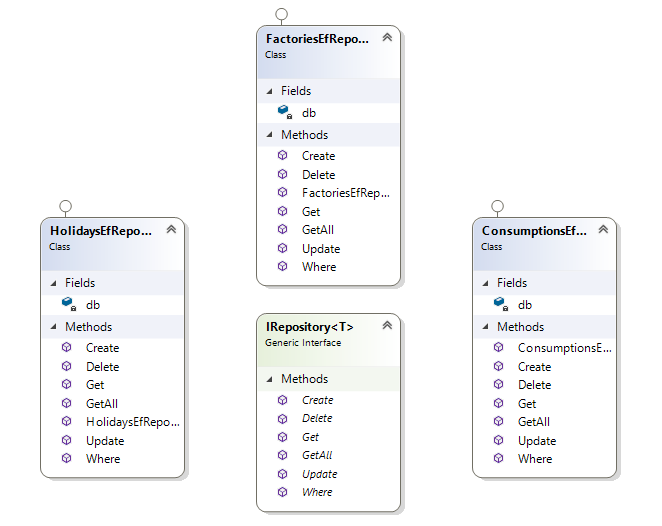 FactoriesEfRepo...
Class
Fields
db
Methods
Create
Delete
FactoriesEfRep...
Get
GetAll
Update
Where
HolidaysEfRepo...
Class
Fields
db
Methods
Create
Delete
Get
GetAll
HolidaysEfRepo...
Update
Where
IRepository<T>
Generic Interface
Methods
Create
Delete
Get
GetAll
Update
Where
ConsumptionsEf...
Class
Fields
db
Methods
ConsumptionsE...
Create
Delete
Get
GetAll
Update
Where